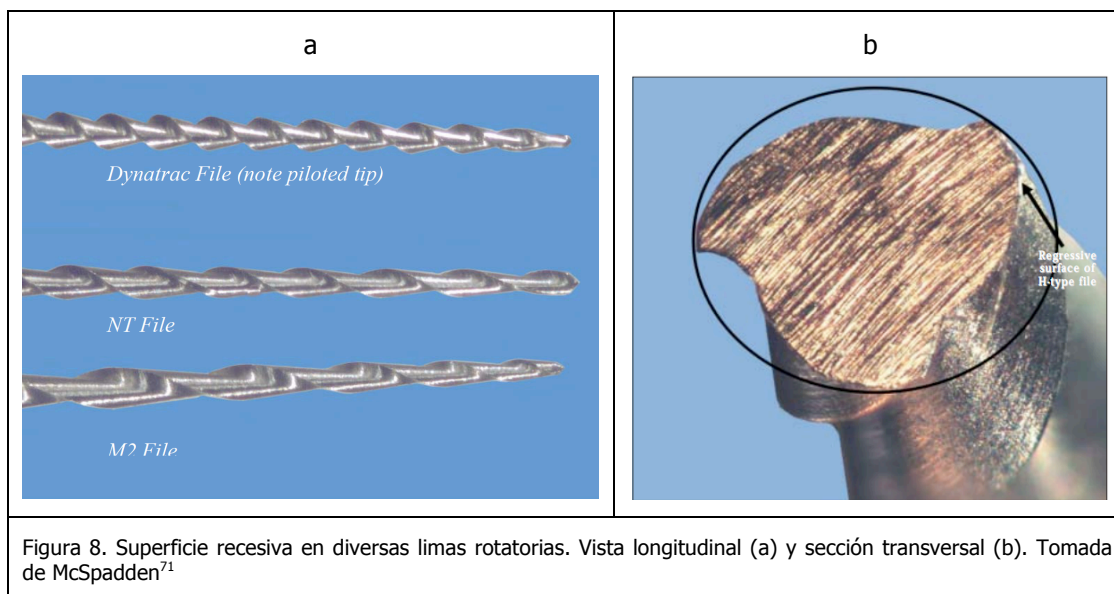 a
b
Dynatrac File (note piloted tip)
NT File
M2 File
Regressive
surface of
H-type file
Figura 8. Superficie recesiva en diversas limas rotatorias. Vista longitudinal (a) y sección transversal (b). Tomada
de McSpadden71